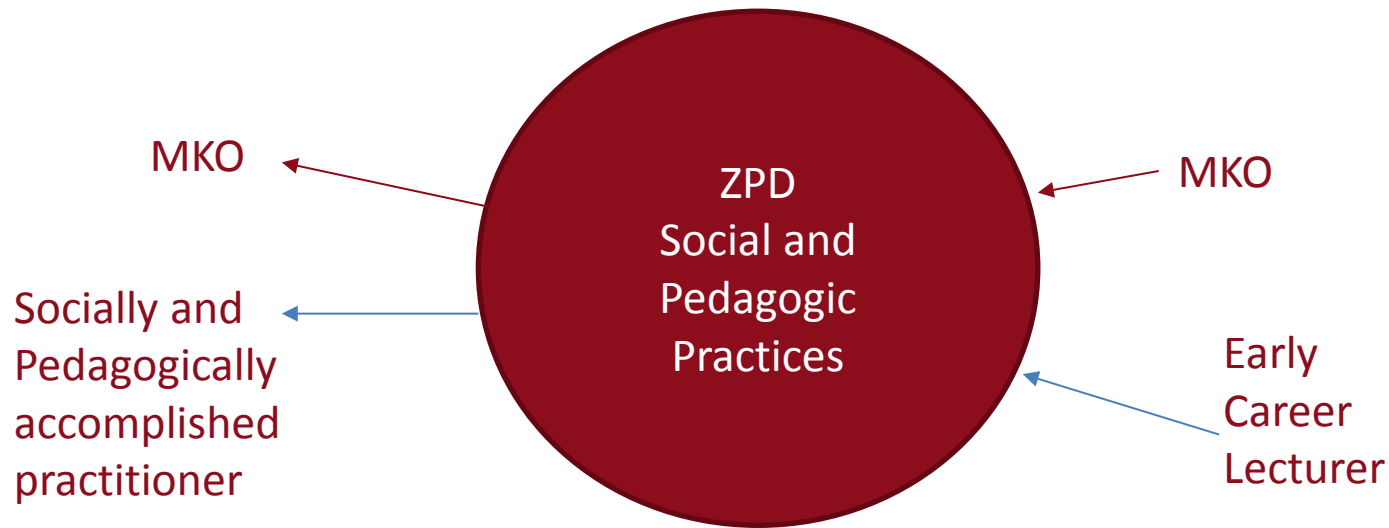 MKO
Socially and
Pedagogically
accomplished
practitioner
ZPD
Social and
Pedagogic
Practices
MKO
Early
Career
Lecturer